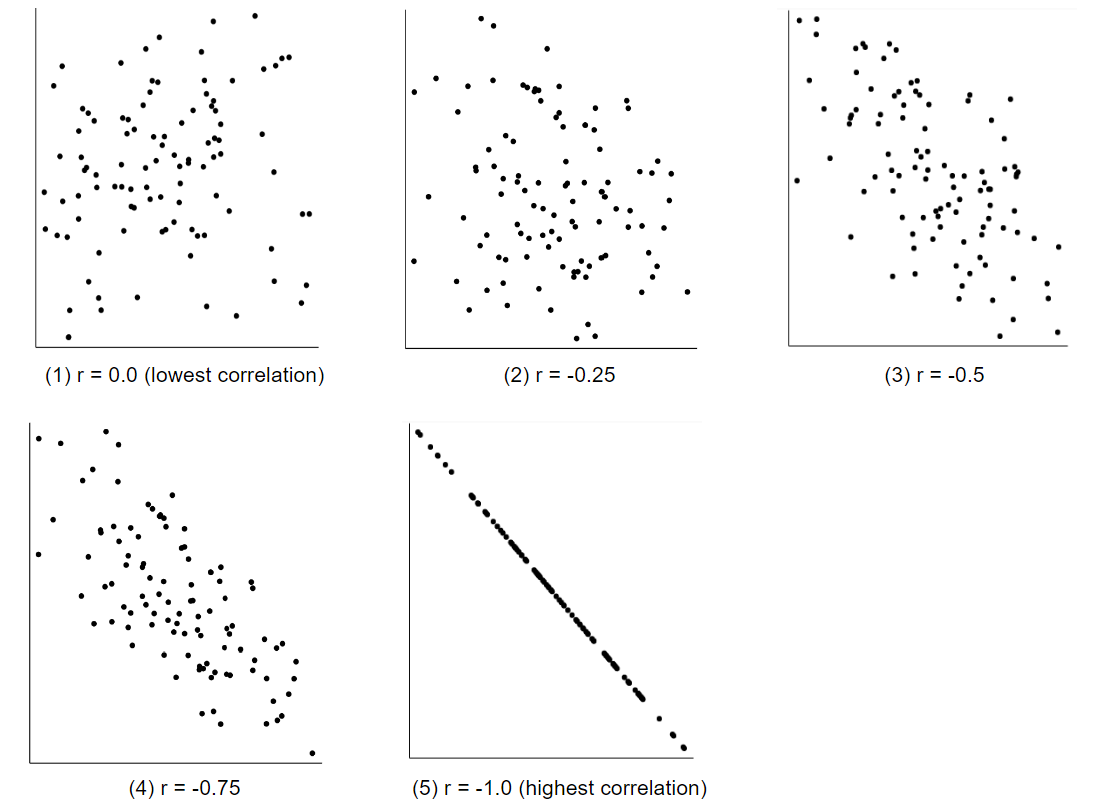 (1) r = 0.0 (lowest correlation)
(2) r = -0.25
(3) r = -0.5
(4) r = -0.75
(5) r = -1.0 (highest correlation)